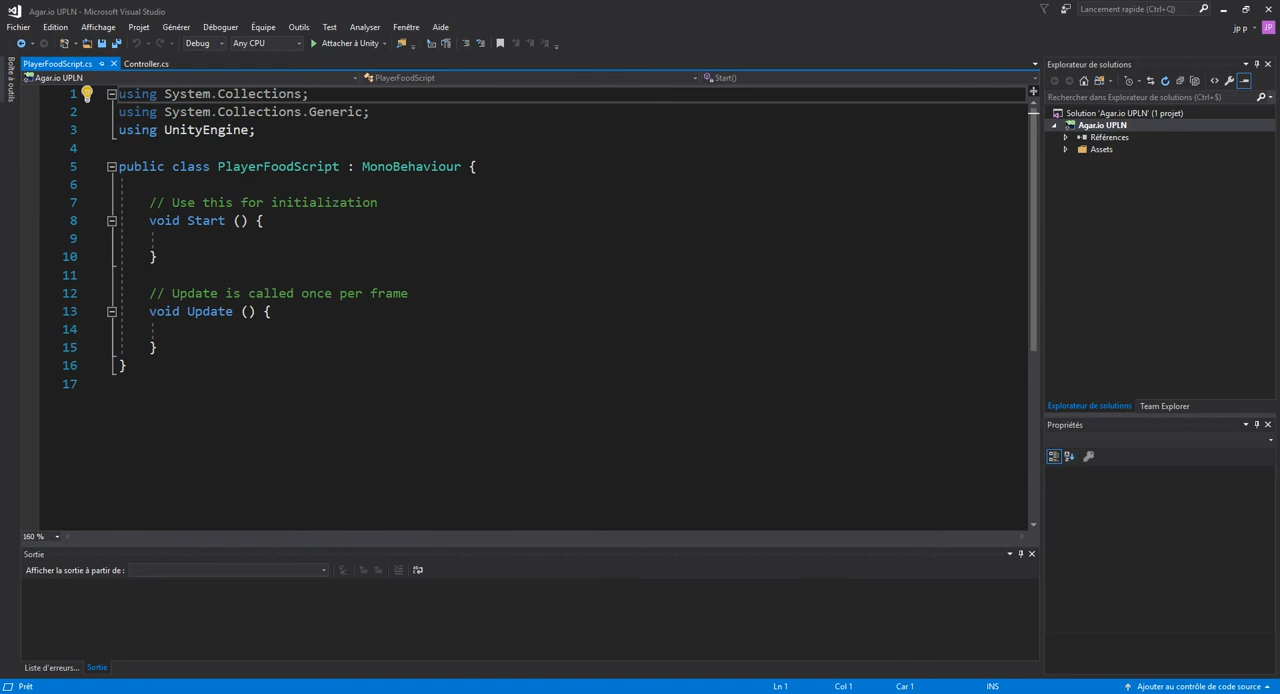 Agar.io UPLN - Microsoft Visual Studio
Lancement rapide (Ctrl+Q)
Fichier Edition Affichage Projet Générer Déboguer Équipe Outils Test Analyser Fenêtre Aide
jp p JP
Debug Any CPU Attacher à Unity
Boîte à outils
PlayerFoodScript.cs Controller.cs
Agar.io UPLN PlayerFoodScript Start()
1 using System.Collections;
2 using System.Collections.Generic;
3 using UnityEngine;
4
5 public class PlayerFoodScript : MonoBehaviour {
6
7 // Use this for initialization
8 void Start () {
9
10 }
11
12 // Update is called once per frame
13 void Update () {
14
15 }
16 }
17
160 %
Explorateur de solutions
Rechercher dans Explorateur de solutions (Ctrl+$)
Solution 'Agar.io UPLN' (1 projet)
Agar.io UPLN
Références
Assets
Explorateur de solutions Team Explorer
Propriétés
Sortie
Afficher la sortie à partir de :
Liste d'erreurs... Sortie
Prêt Ln 1 Col 1 Car 1 INS Ajouter au contrôle de code source